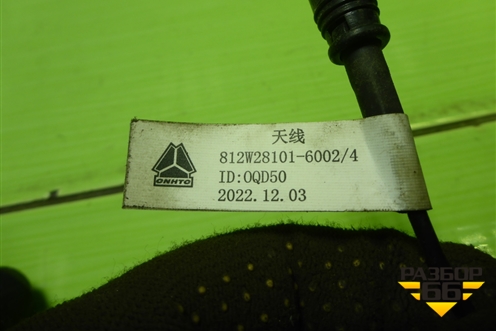 天线
812W28101-6002/4
ID:0QD50
2022.12.03
CNHTC
РАЗБОР
66